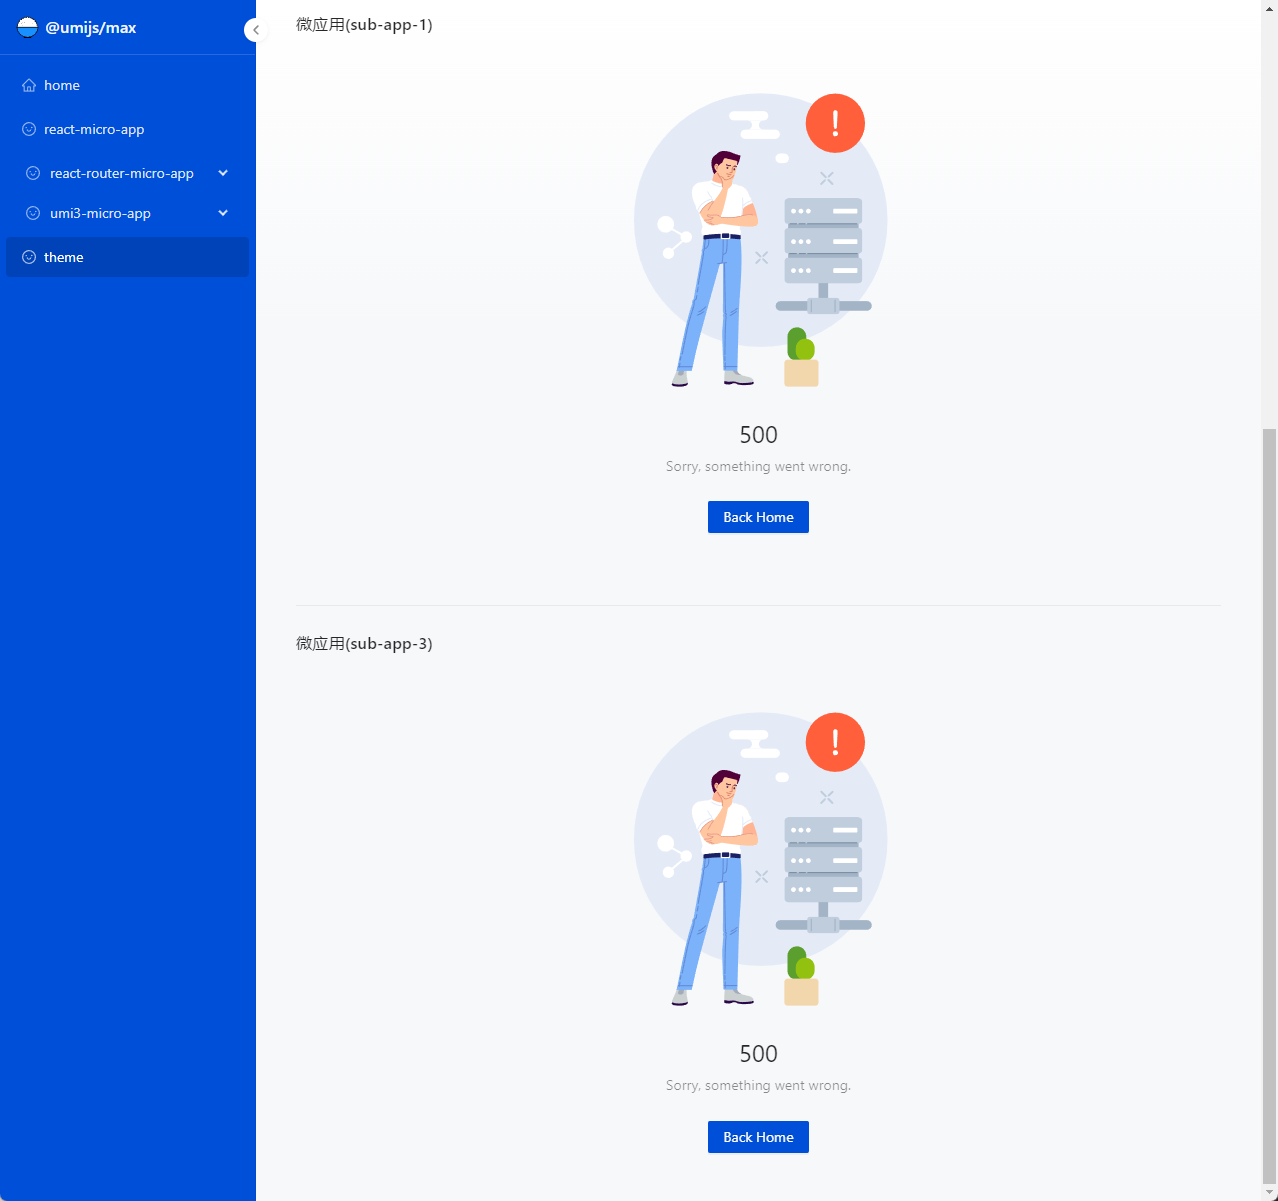 @umijs/max
home
react-micro-app
react-router-micro-app
umi3-micro-app
theme
微应用(sub-app-1)
500
Sorry, something went wrong.
Back Home
微应用(sub-app-3)
500
Sorry, something went wrong.
Back Home